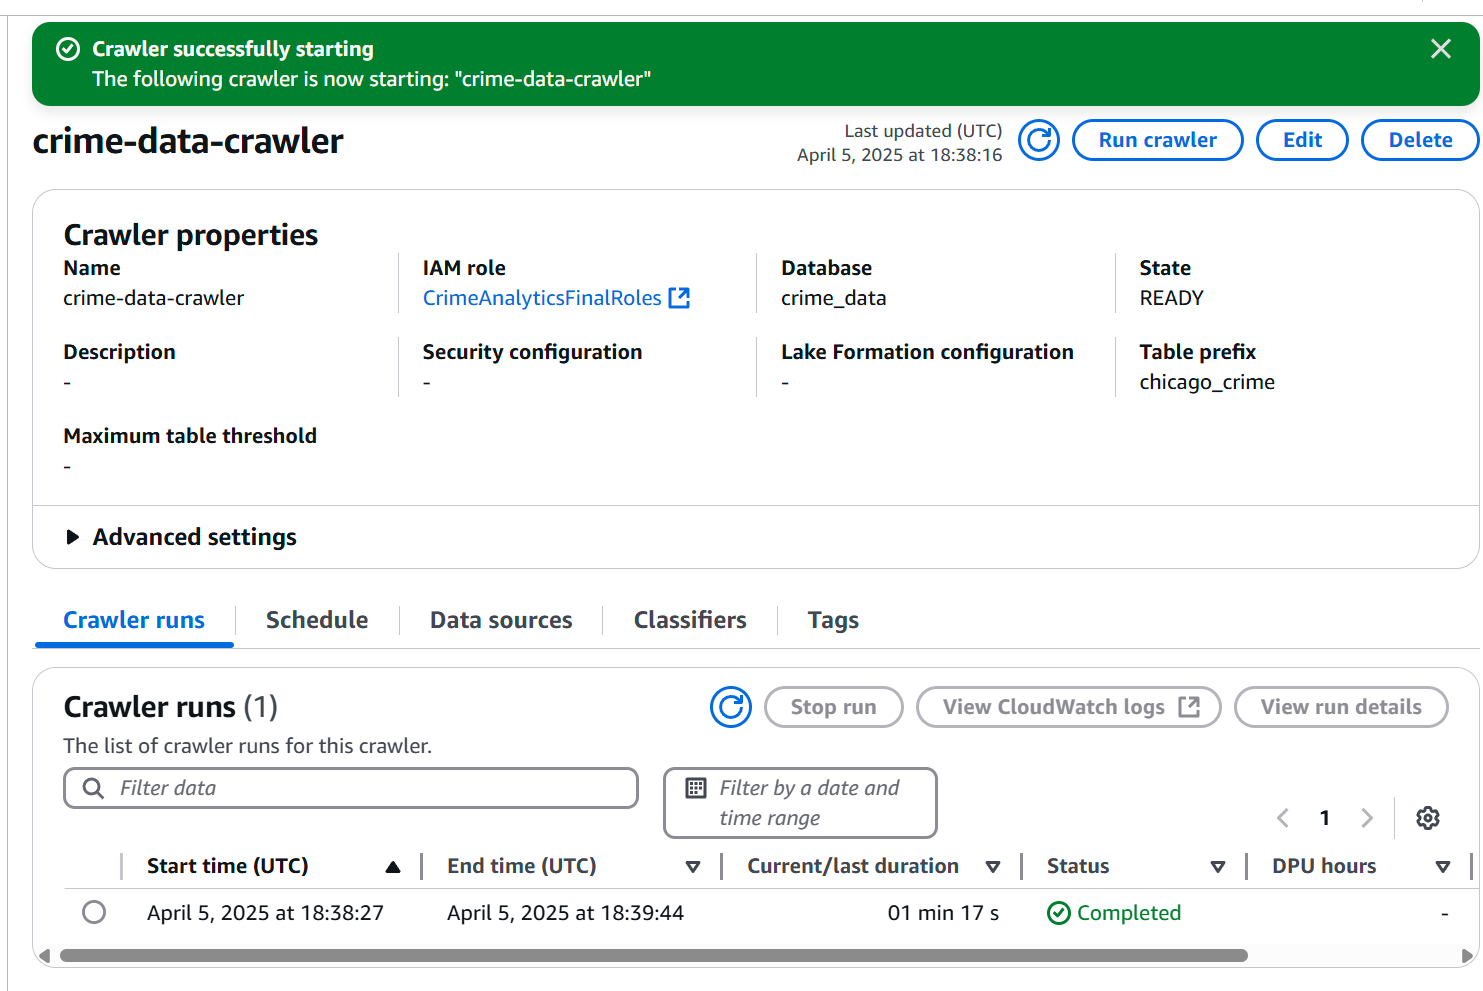 Crawler successfully starting
The following crawler is now starting: "crime-data-crawler"
crime-data-crawler
Last updated (UTC)
April 5, 2025 at 18:38:16
Run crawler
Edit
Delete
Crawler properties
Name
crime-data-crawler
IAM role
CrimeAnalyticsFinalRoles
Database
crime_data
State
READY
Description
-
Security configuration
-
Lake Formation configuration
-
Table prefix
chicago_crime
Maximum table threshold
-
Advanced settings
Crawler runs
Schedule
Data sources
Classifiers
Tags
Crawler runs (1)
The list of crawler runs for this crawler.
Stop run
View CloudWatch logs
View run details
Filter data
Filter by a date and
time range
1
Start time (UTC)
End time (UTC)
Current/last duration
Status
DPU hours
April 5, 2025 at 18:38:27
April 5, 2025 at 18:39:44
01 min 17 s
Completed
-